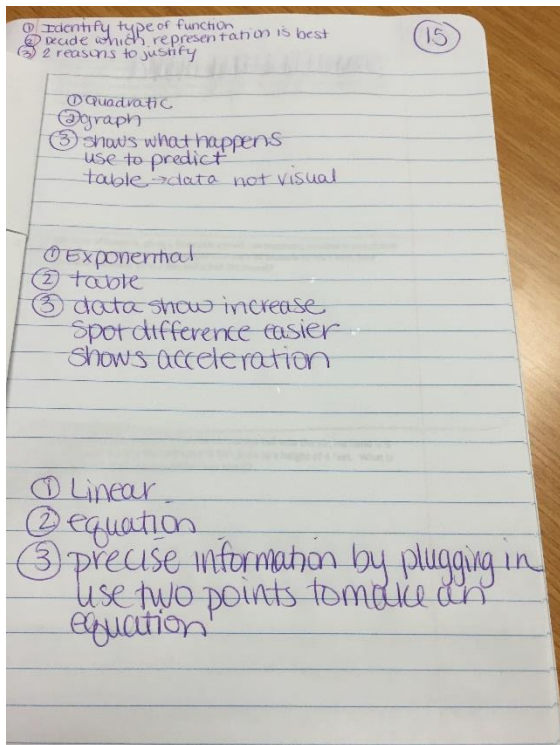 ① Identify type of function
② Decide which representation is best
③ 2 reasons to justify
15
① Quadratic
② graph
③ shows what happens
use to predict
table → data not visual
① Exponential
② table
③ data show increase
spot difference easier
shows acceleration
① Linear
② equation
③ precise information by plugging in
use two points to make an
equation